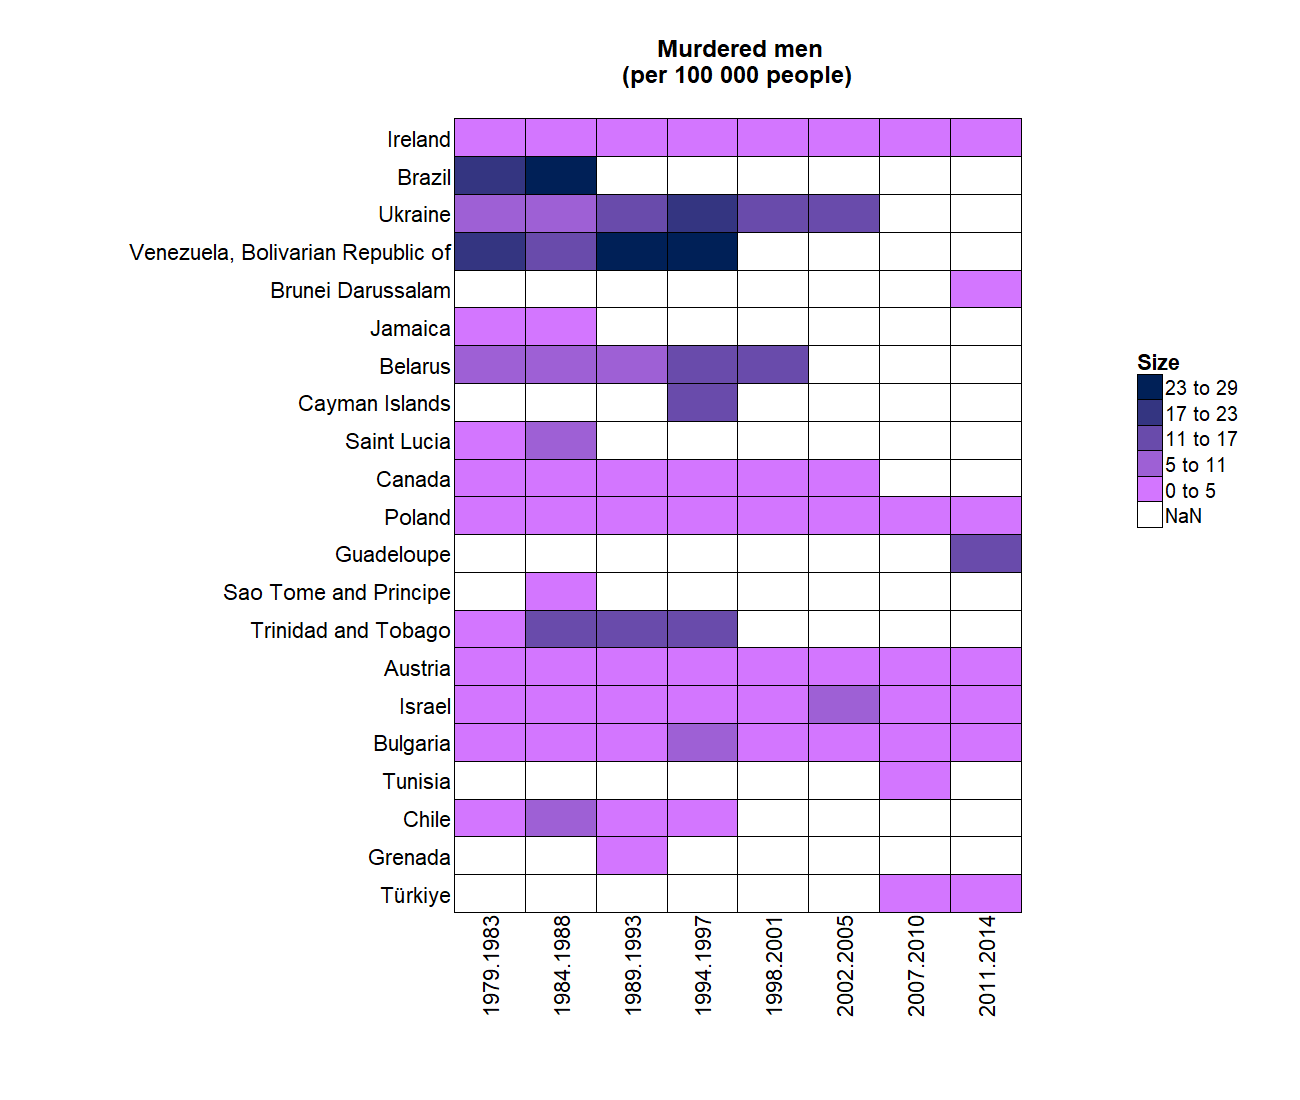 Murdered men
(per 100 000 people)
Ireland
Brazil
Ukraine
Venezuela, Bolivarian Republic of
Brunei Darussalam
Jamaica
Belarus
Cayman Islands
Saint Lucia
Canada
Poland
Guadeloupe
Sao Tome and Principe
Trinidad and Tobago
Austria
Israel
Bulgaria
Tunisia
Chile
Grenada
Türkiye
1979.1983
1984.1988
1989.1993
1994.1997
1998.2001
2002.2005
2007.2010
2011.2014
Size
23 to 29
17 to 23
11 to 17
5 to 11
0 to 5
NaN